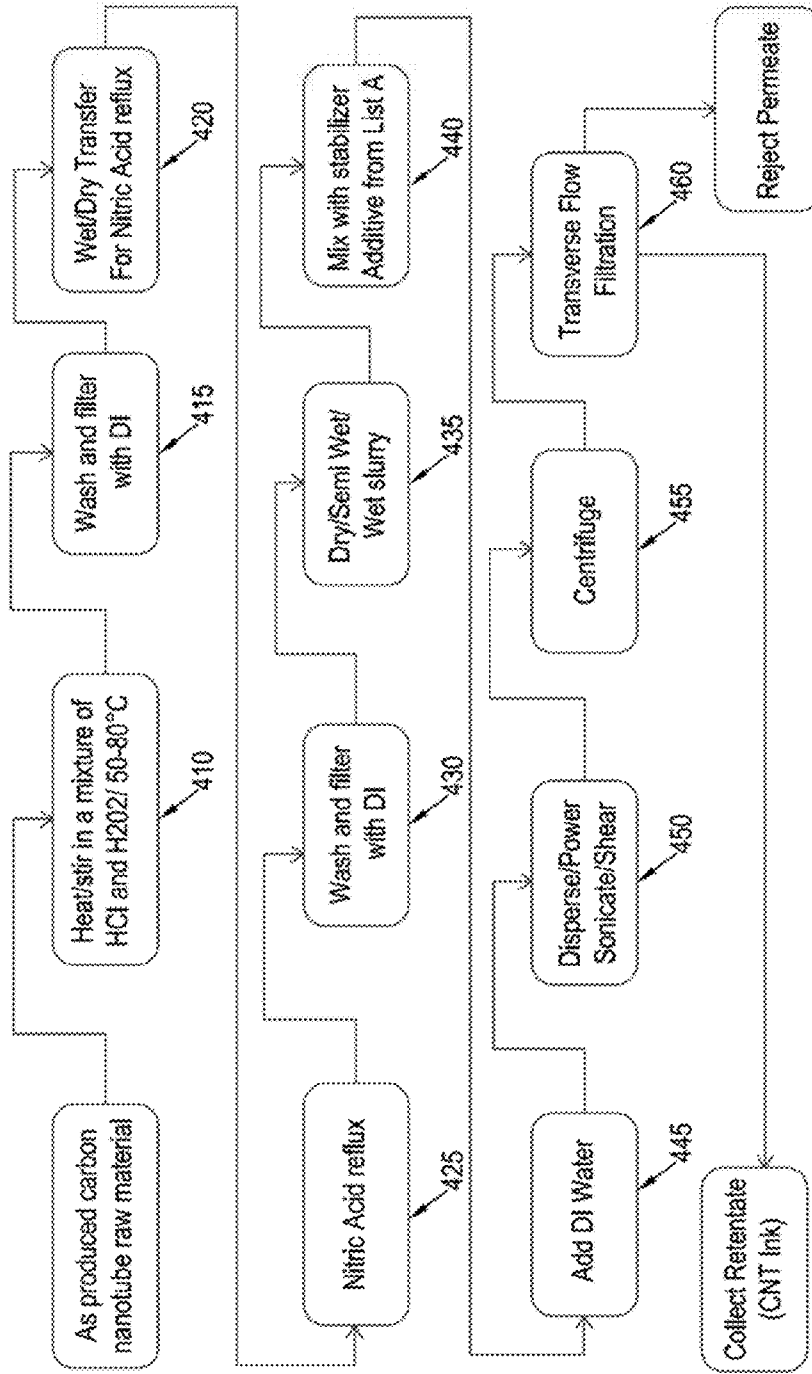 As produced carbon
nanotube raw material
Heat/stir in a mixture of
HCl and H202/ 50-80°C
410
Wash and filter
with DI
415
Wet/Dry Transfer
For Nitric Acid reflux
420
Nitric Acid reflux
425
Wash and filter
with DI
430
Dry/Semi Wet/
Wet slurry
435
Mix with stabilizer
Additive from List A
440
Add DI Water
445
Disperse/Power
Sonicate/Shear
450
Centrifuge
455
Transverse Flow
Filtration
460
Collect Retentate
(CNT Ink)
Reject Permeate